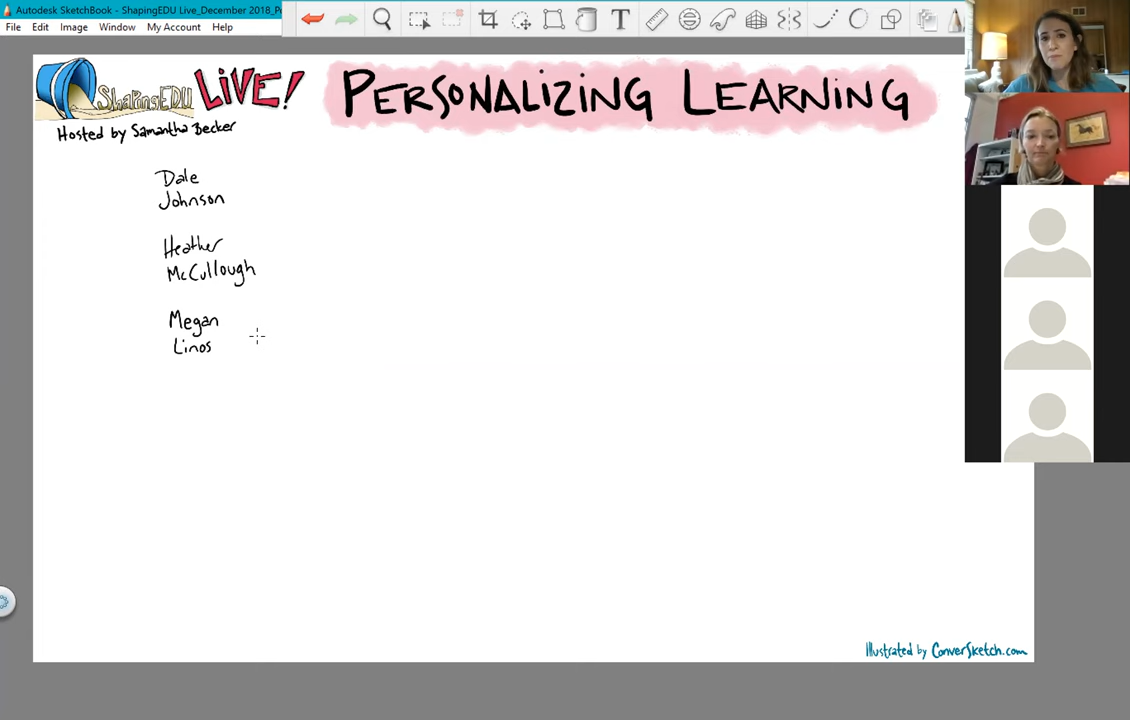 Autodesk SketchBook - ShapingEDU Live_December 2018_P
File Edit Image Window My Account Help
T
ShapingEDU LiVE!
PERSONALiZiNG LEARNiNG
Hosted by Samantha Becker
Dale
Johnson
Heather
McCullough
Megan
Linos
Illustrated by ConverSketch.com